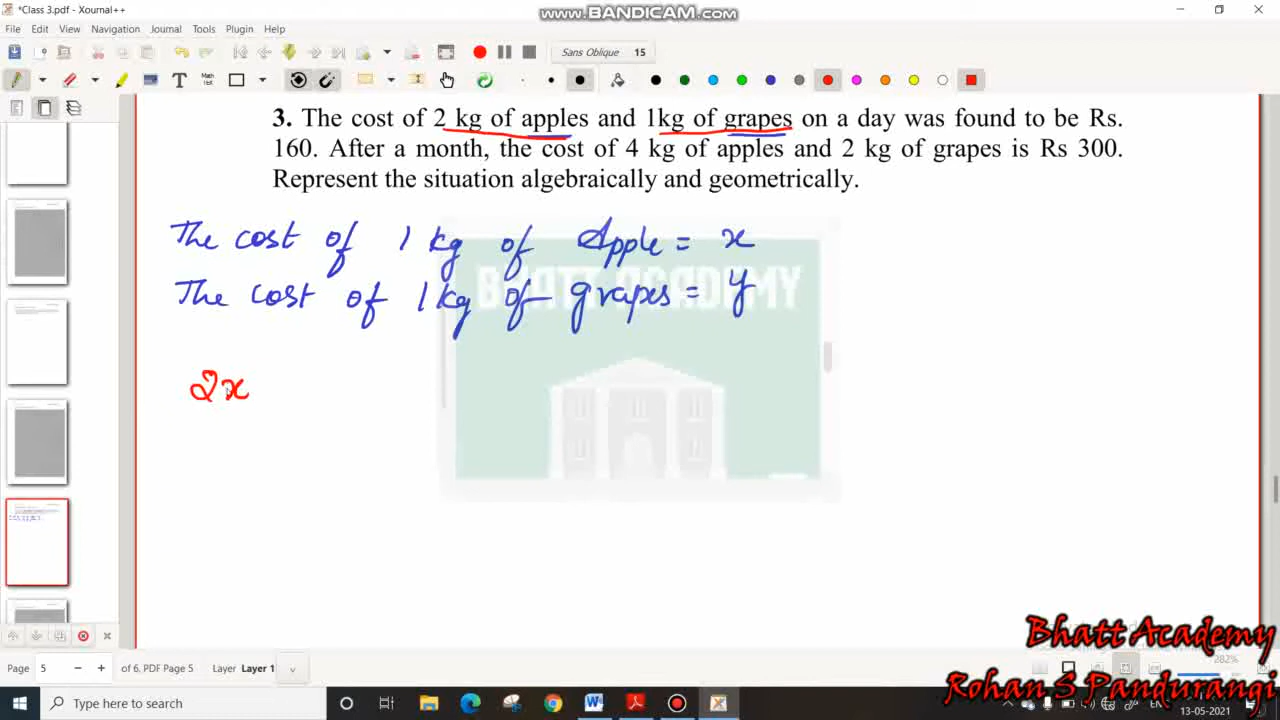 *Class 3.pdf - Xournal++
www.BANDICAM.com
File Edit View Navigation Journal Tools Plugin Help
Sans Oblique 15
3. The cost of 2 kg of apples and 1kg of grapes on a day was found to be Rs.
160. After a month, the cost of 4 kg of apples and 2 kg of grapes is Rs 300.
Represent the situation algebraically and geometrically.
The cost of 1 kg of Apple = x
The cost of 1 kg of grapes = y
BHATT ACADEMY
2x
Bhatt Academy
Page 5 of 6. PDF Page 5 Layer Layer 1
282%
Rohan S Pandurangi
Type here to search
13-05-2021